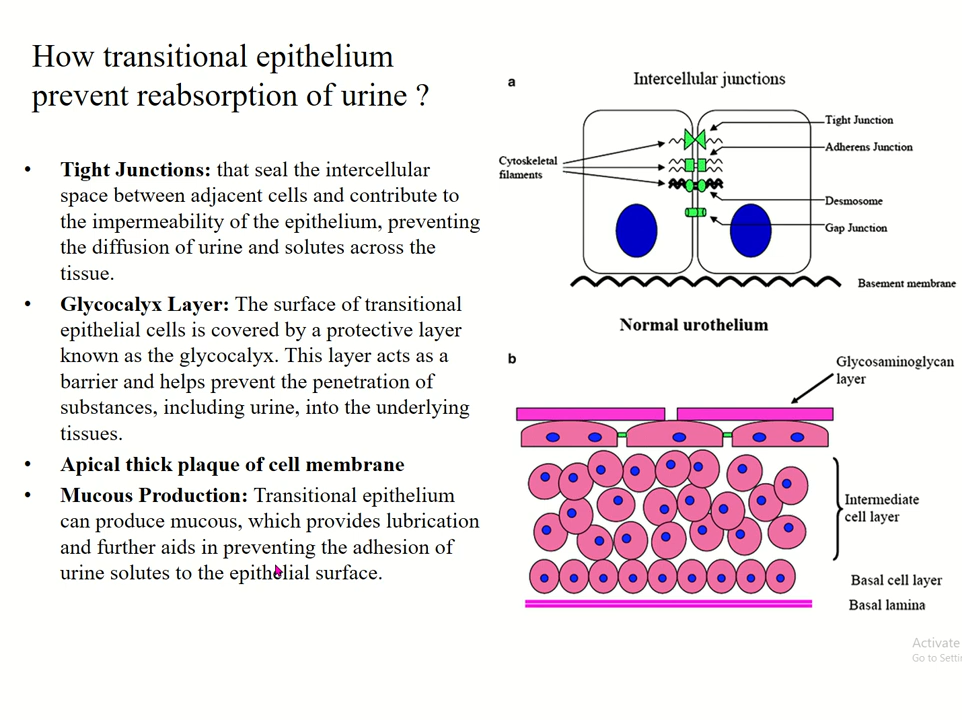 How transitional epithelium
prevent reabsorption of urine ?
• Tight Junctions: that seal the intercellular
space between adjacent cells and contribute to
the impermeability of the epithelium, preventing
the diffusion of urine and solutes across the
tissue.
• Glycocalyx Layer: The surface of transitional
epithelial cells is covered by a protective layer
known as the glycocalyx. This layer acts as a
barrier and helps prevent the penetration of
substances, including urine, into the underlying
tissues.
• Apical thick plaque of cell membrane
• Mucous Production: Transitional epithelium
can produce mucous, which provides lubrication
and further aids in preventing the adhesion of
urine solutes to the epithelial surface.
a
Intercellular junctions
Tight Junction
Adherens Junction
Cytoskeletal
filaments
Desmosome
Gap Junction
Basement membrane
Normal urothelium
b
Glycosaminoglycan
layer
Intermediate
cell layer
Basal cell layer
Basal lamina
Activate
Go to Setti